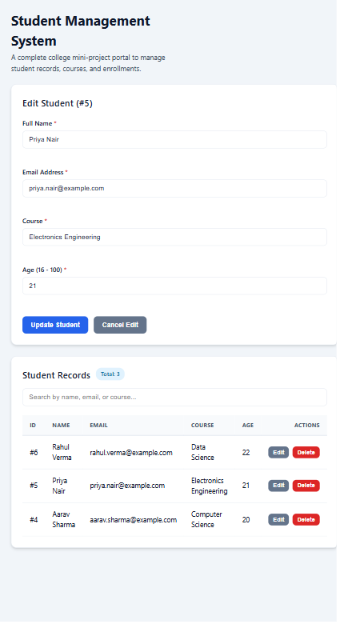 Student Management
System
A complete college mini-project portal to manage
student records, courses, and enrollments.
Edit Student (#5)
Full Name *
Priya Nair
Email Address *
priya.nair@example.com
Course *
Electronics Engineering
Age (16 - 100) *
21
Update Student Cancel Edit
Student Records Total: 3
Search by name, email, or course...
ID NAME EMAIL COURSE AGE ACTIONS
#6 Rahul Verma rahul.verma@example.com Data Science 22 Edit Delete
#5 Priya Nair priya.nair@example.com Electronics Engineering 21 Edit Delete
#4 Aarav Sharma aarav.sharma@example.com Computer Science 20 Edit Delete